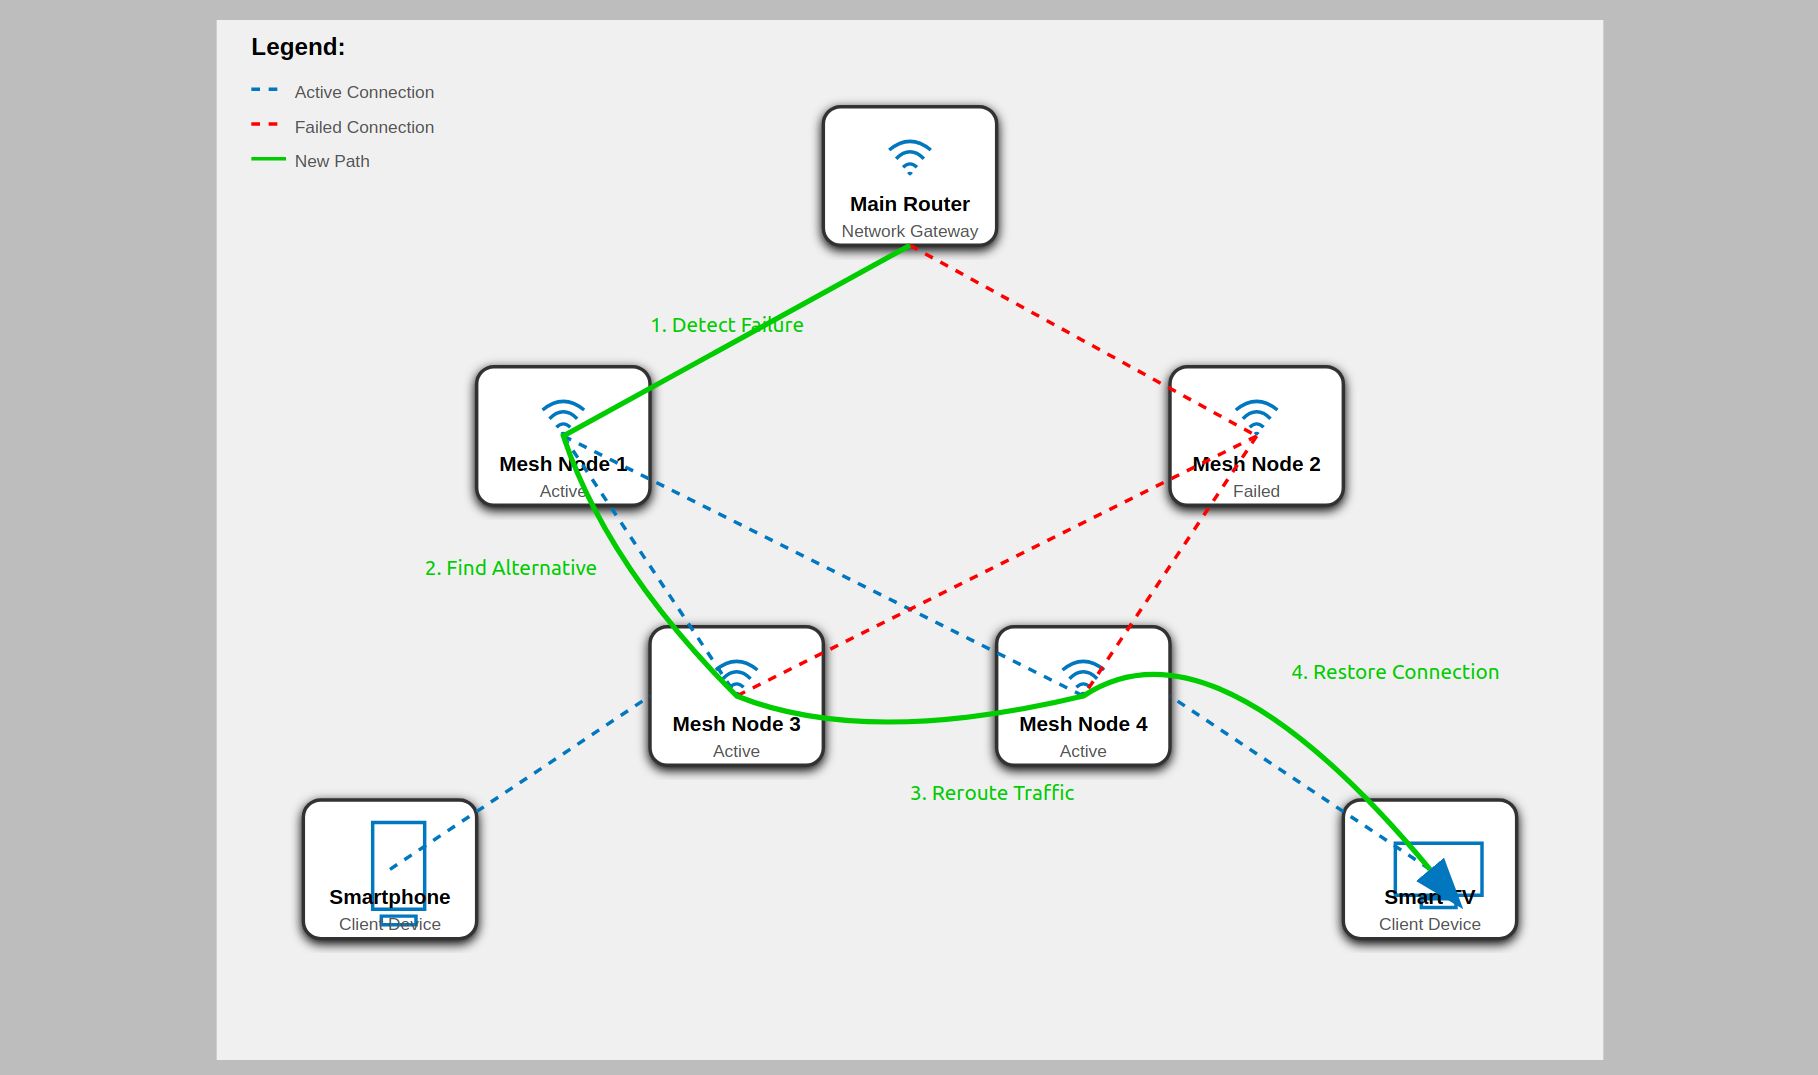 Legend:
Active Connection
Failed Connection
New Path
Main Router
Network Gateway
1. Detect Failure
Mesh Node 1
Active
Mesh Node 2
Failed
2. Find Alternative
Mesh Node 3
Active
Mesh Node 4
Active
4. Restore Connection
3. Reroute Traffic
Smartphone
Client Device
Smart TV
Client Device